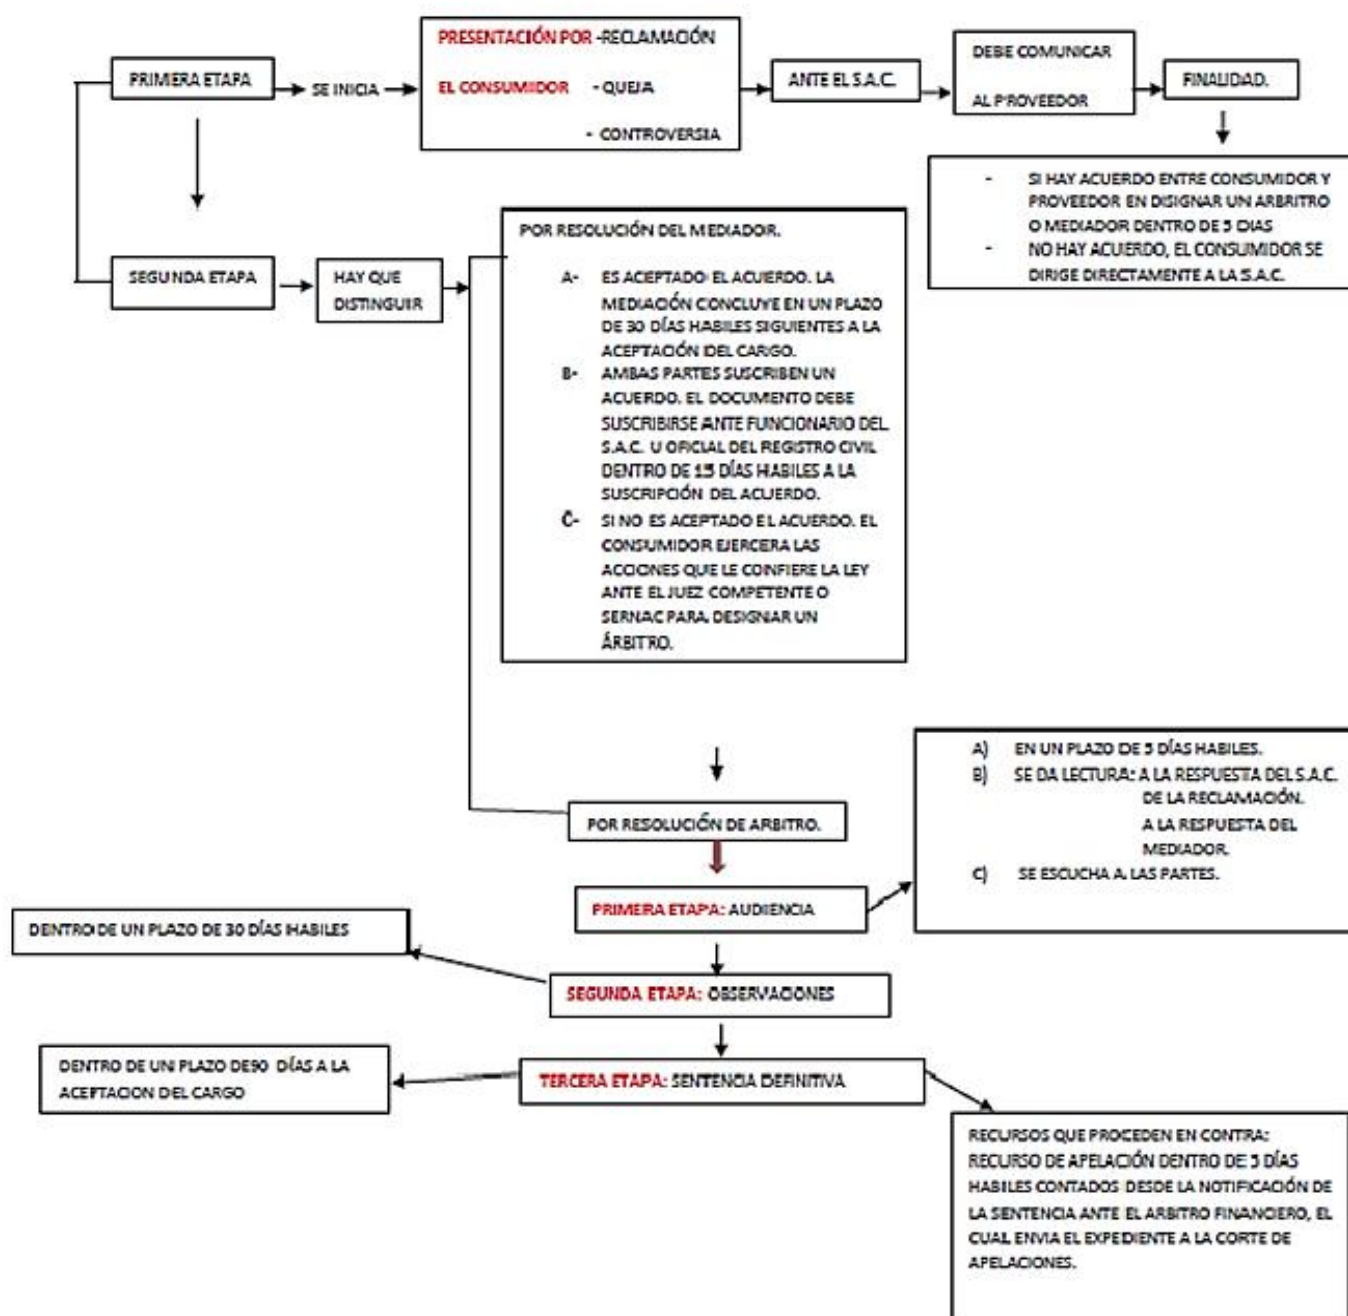 PRIMERA ETAPA
SE INICIA
PRESENTACIÓN POR -RECLAMACIÓN
EL CONSUMIDOR - QUEJA
- CONTROVERSIA
ANTE EL S.A.C.
DEBE COMUNICAR
AL PROVEEDOR
FINALIDAD.
- SI HAY ACUERDO ENTRE CONSUMIDOR Y
PROVEEDOR EN DISIGNAR UN ARBRITRO
O MEDIADOR DENTRO DE 5 DIAS
- NO HAY ACUERDO, EL CONSUMIDOR SE
DIRIGE DIRECTAMENTE A LA S.A.C.
SEGUNDA ETAPA
HAY QUE
DISTINGUIR
POR RESOLUCIÓN DEL MEDIADOR.
A- ES ACEPTADO EL ACUERDO. LA
MEDIACIÓN CONCLUYE EN UN PLAZO
DE 30 DÍAS HABILES SIGUIENTES A LA
ACEPTACIÓN DEL CARGO.
B- AMBAS PARTES SUSCRIBEN UN
ACUERDO. EL DOCUMENTO DEBE
SUSCRIBIRSE ANTE FUNCIONARIO DEL
S.A.C. U OFICIAL DEL REGISTRO CIVIL
DENTRO DE 15 DÍAS HABILES A LA
SUSCRIPCIÓN DEL ACUERDO.
C- SI NO ES ACEPTADO EL ACUERDO. EL
CONSUMIDOR EJERCERA LAS
ACCIONES QUE LE CONFIERE LA LEY
ANTE EL JUEZ COMPETENTE O
SERNAC PARA DESIGNAR UN
ÁRBITRO.
POR RESOLUCIÓN DE ARBITRO.
A) EN UN PLAZO DE 5 DÍAS HABILES.
B) SE DA LECTURA: A LA RESPUESTA DEL S.A.C.
DE LA RECLAMACIÓN.
A LA RESPUESTA DEL
MEDIADOR.
C) SE ESCUCHA A LAS PARTES.
PRIMERA ETAPA: AUDIENCIA
DENTRO DE UN PLAZO DE 30 DÍAS HABILES
SEGUNDA ETAPA: OBSERVACIONES
DENTRO DE UN PLAZO DE90 DÍAS A LA
ACEPTACION DEL CARGO
TERCERA ETAPA: SENTENCIA DEFINITIVA
RECURSOS QUE PROCEDEN EN CONTRA:
RECURSO DE APELACIÓN DENTRO DE 5 DÍAS
HABILES CONTADOS DESDE LA NOTIFICACIÓN DE
LA SENTENCIA ANTE EL ARBITRO FINANCIERO, EL
CUAL ENVIA EL EXPEDIENTE A LA CORTE DE
APELACIONES.